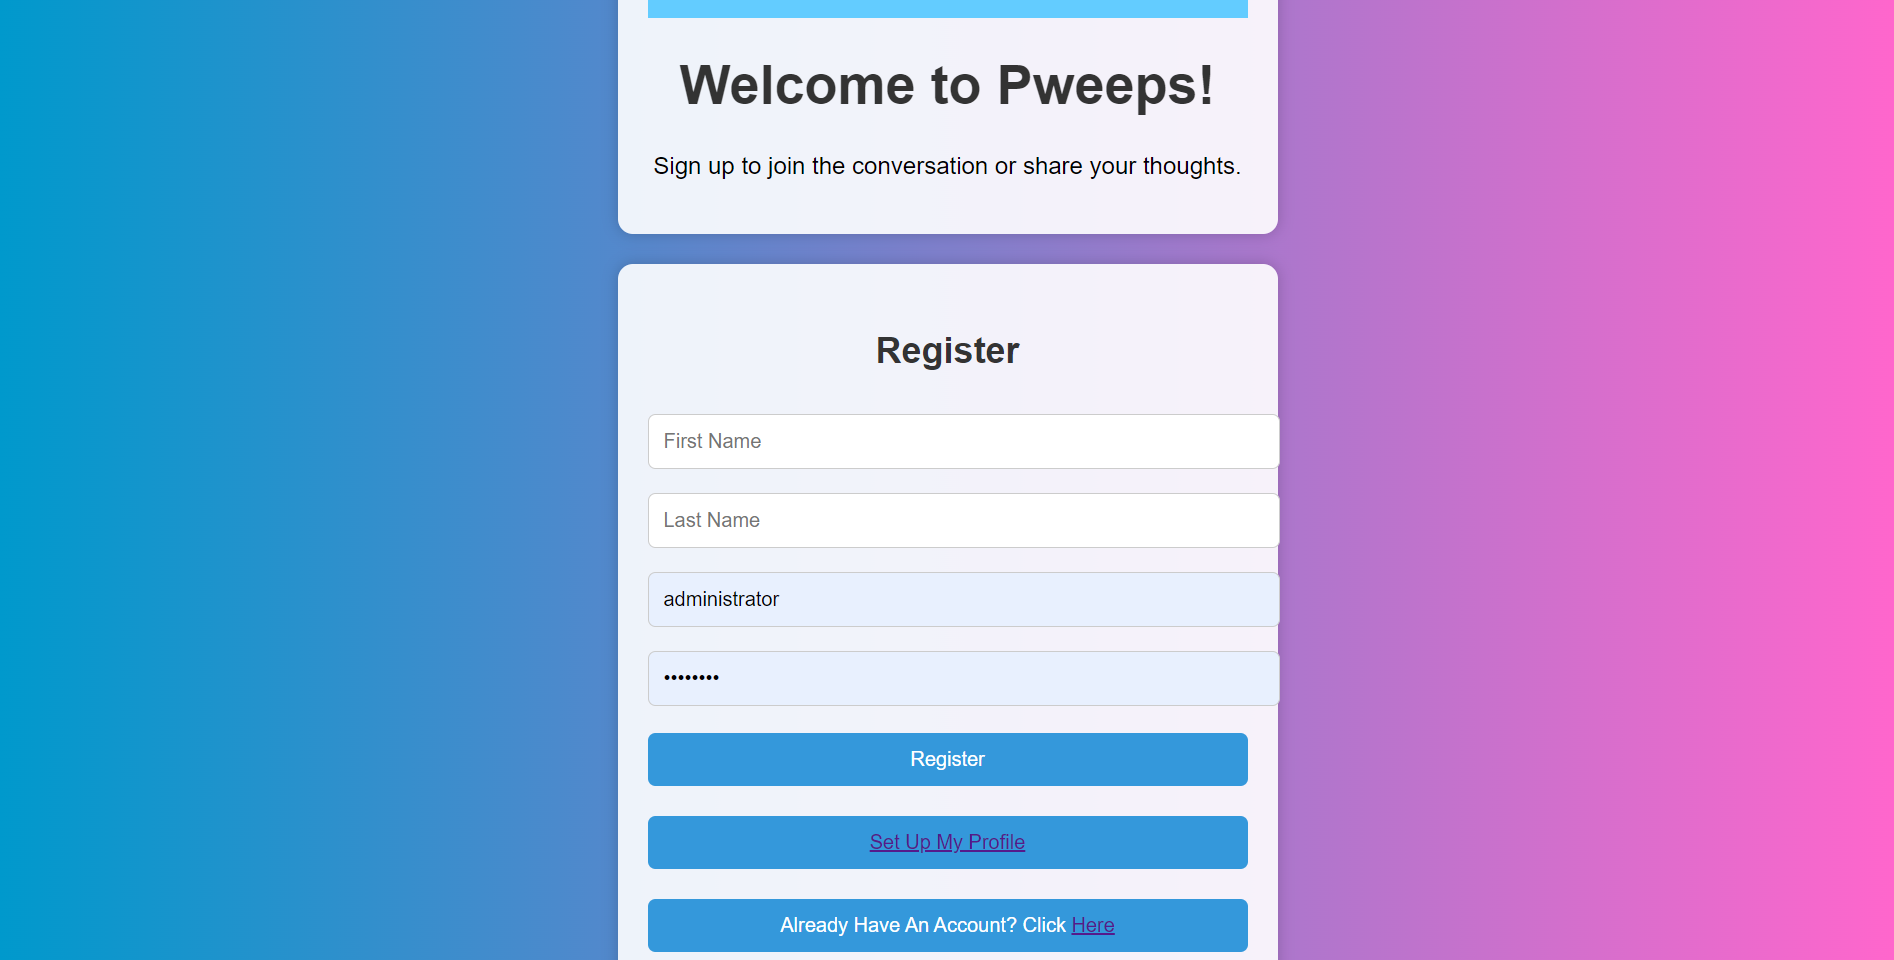 Welcome to Pweeps!
Sign up to join the conversation or share your thoughts.
Register
First Name
Last Name
administrator
••••••••
Register
Set Up My Profile
Already Have An Account? Click Here